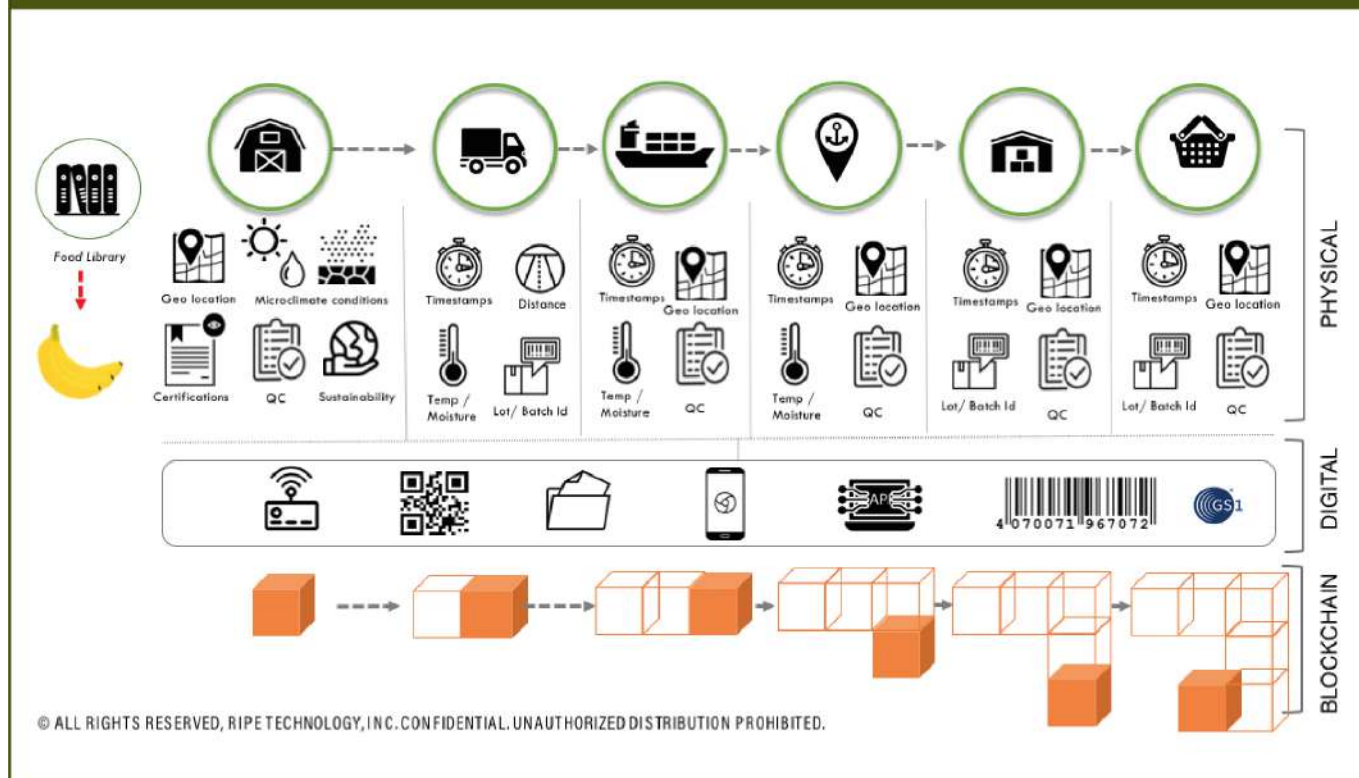 Food Library
Geo location
Microclimate conditions
Certifications
QC
Sustainability
Timestamps
Distance
Temp / Moisture
Lot/ Batch Id
Timestamps
Geo location
Temp / Moisture
QC
Timestamps
Geo location
Temp / Moisture
QC
Timestamps
Geo location
Lot/ Batch Id
QC
Timestamps
Geo location
Lot/ Batch Id
QC
PHYSICAL
API
4 070071 967072
GS1
DIGITAL
BLOCKCHAIN
© ALL RIGHTS RESERVED, RIPE TECHNOLOGY, INC. CONFIDENTIAL. UNAUTHORIZED DISTRIBUTION PROHIBITED.